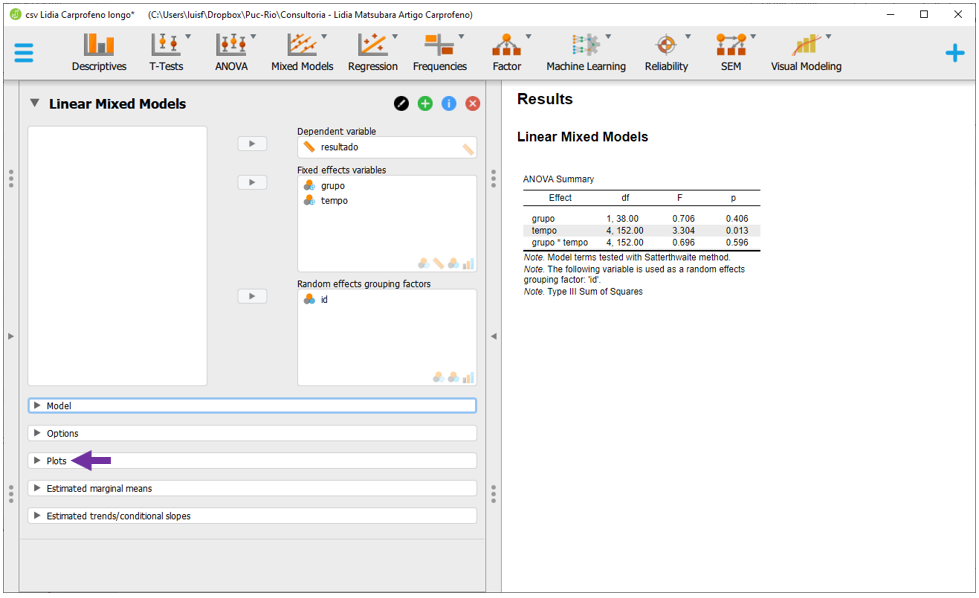 csv Lidia Carprofeno longo* (C:\Users\luisf\Dropbox\Puc-Rio\Consultoria - Lidia Matsubara Artigo Carprofeno)
Descriptives T-Tests ANOVA Mixed Models Regression Frequencies Factor Machine Learning Reliability SEM Visual Modeling
Linear Mixed Models
Dependent variable
resultado
Fixed effects variables
grupo
tempo
Random effects grouping factors
id
Model
Options
Plots
Estimated marginal means
Estimated trends/conditional slopes
Results
Linear Mixed Models
ANOVA Summary
Effect df F p
grupo 1, 38.00 0.706 0.406
tempo 4, 152.00 3.304 0.013
grupo * tempo 4, 152.00 0.696 0.596
Note. Model terms tested with Satterthwaite method.
Note. The following variable is used as a random effects
grouping factor: 'id'.
Note. Type III Sum of Squares